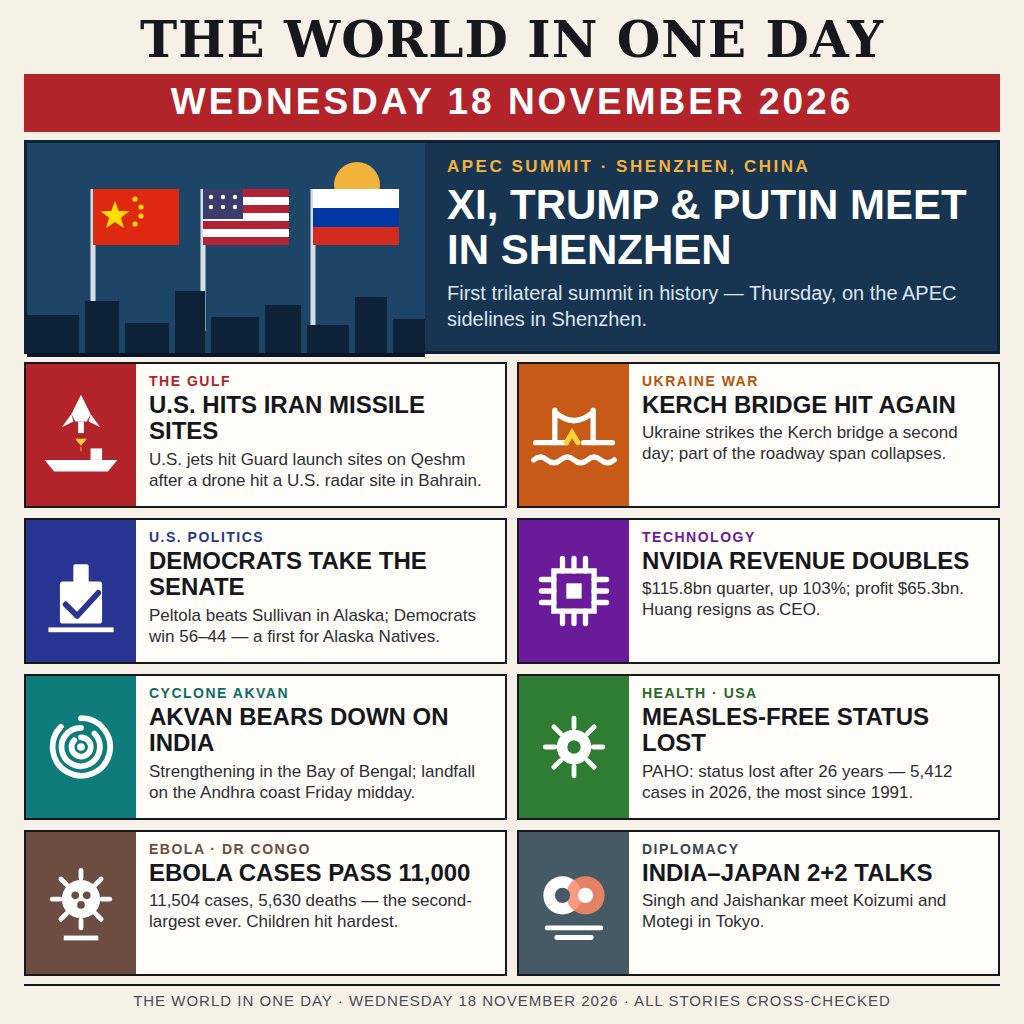 THE WORLD IN ONE DAY
WEDNESDAY 18 NOVEMBER 2026
APEC SUMMIT · SHENZHEN, CHINA
XI, TRUMP & PUTIN MEET
IN SHENZHEN
First trilateral summit in history — Thursday, on the APEC
sidelines in Shenzhen.
THE GULF
U.S. HITS IRAN MISSILE
SITES
U.S. jets hit Guard launch sites on Qeshm
after a drone hit a U.S. radar site in Bahrain.
UKRAINE WAR
KERCH BRIDGE HIT AGAIN
Ukraine strikes the Kerch bridge a second
day; part of the roadway span collapses.
U.S. POLITICS
DEMOCRATS TAKE THE
SENATE
Peltola beats Sullivan in Alaska; Democrats
win 56–44 — a first for Alaska Natives.
TECHNOLOGY
NVIDIA REVENUE DOUBLES
$115.8bn quarter, up 103%; profit $65.3bn.
Huang resigns as CEO.
CYCLONE AKVAN
AKVAN BEARS DOWN ON
INDIA
Strengthening in the Bay of Bengal; landfall
on the Andhra coast Friday midday.
HEALTH · USA
MEASLES-FREE STATUS
LOST
PAHO: status lost after 26 years — 5,412
cases in 2026, the most since 1991.
EBOLA · DR CONGO
EBOLA CASES PASS 11,000
11,504 cases, 5,630 deaths — the second-
largest ever. Children hit hardest.
DIPLOMACY
INDIA–JAPAN 2+2 TALKS
Singh and Jaishankar meet Koizumi and
Motegi in Tokyo.
THE WORLD IN ONE DAY · WEDNESDAY 18 NOVEMBER 2026 · ALL STORIES CROSS-CHECKED